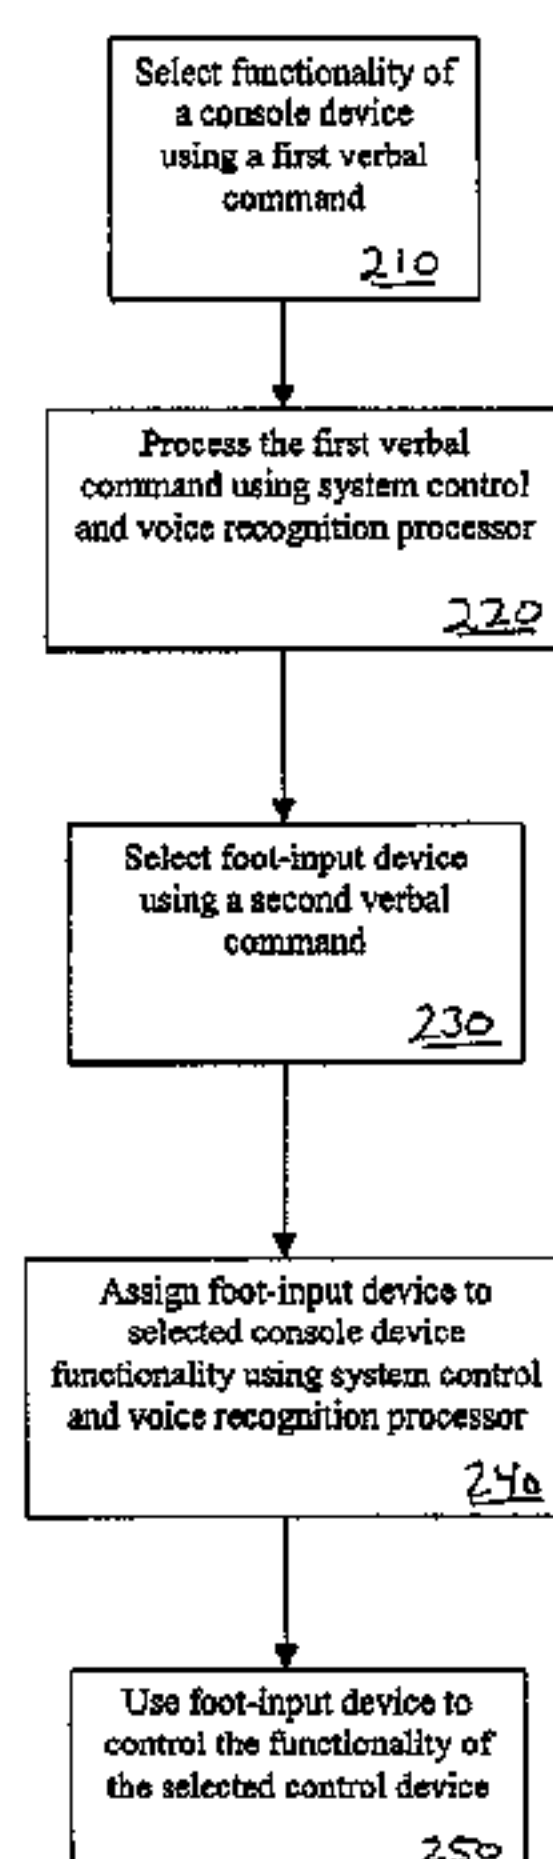 Select functionality of
a console device
using a first verbal
command
210
Process the first verbal
command using system control
and voice recognition processor
220
Select foot-input device
using a second verbal
command
230
Assign foot-input device to
selected console device
functionality using system control
and voice recognition processor
240
Use foot-input device to
control the functionality of
the selected control device
250